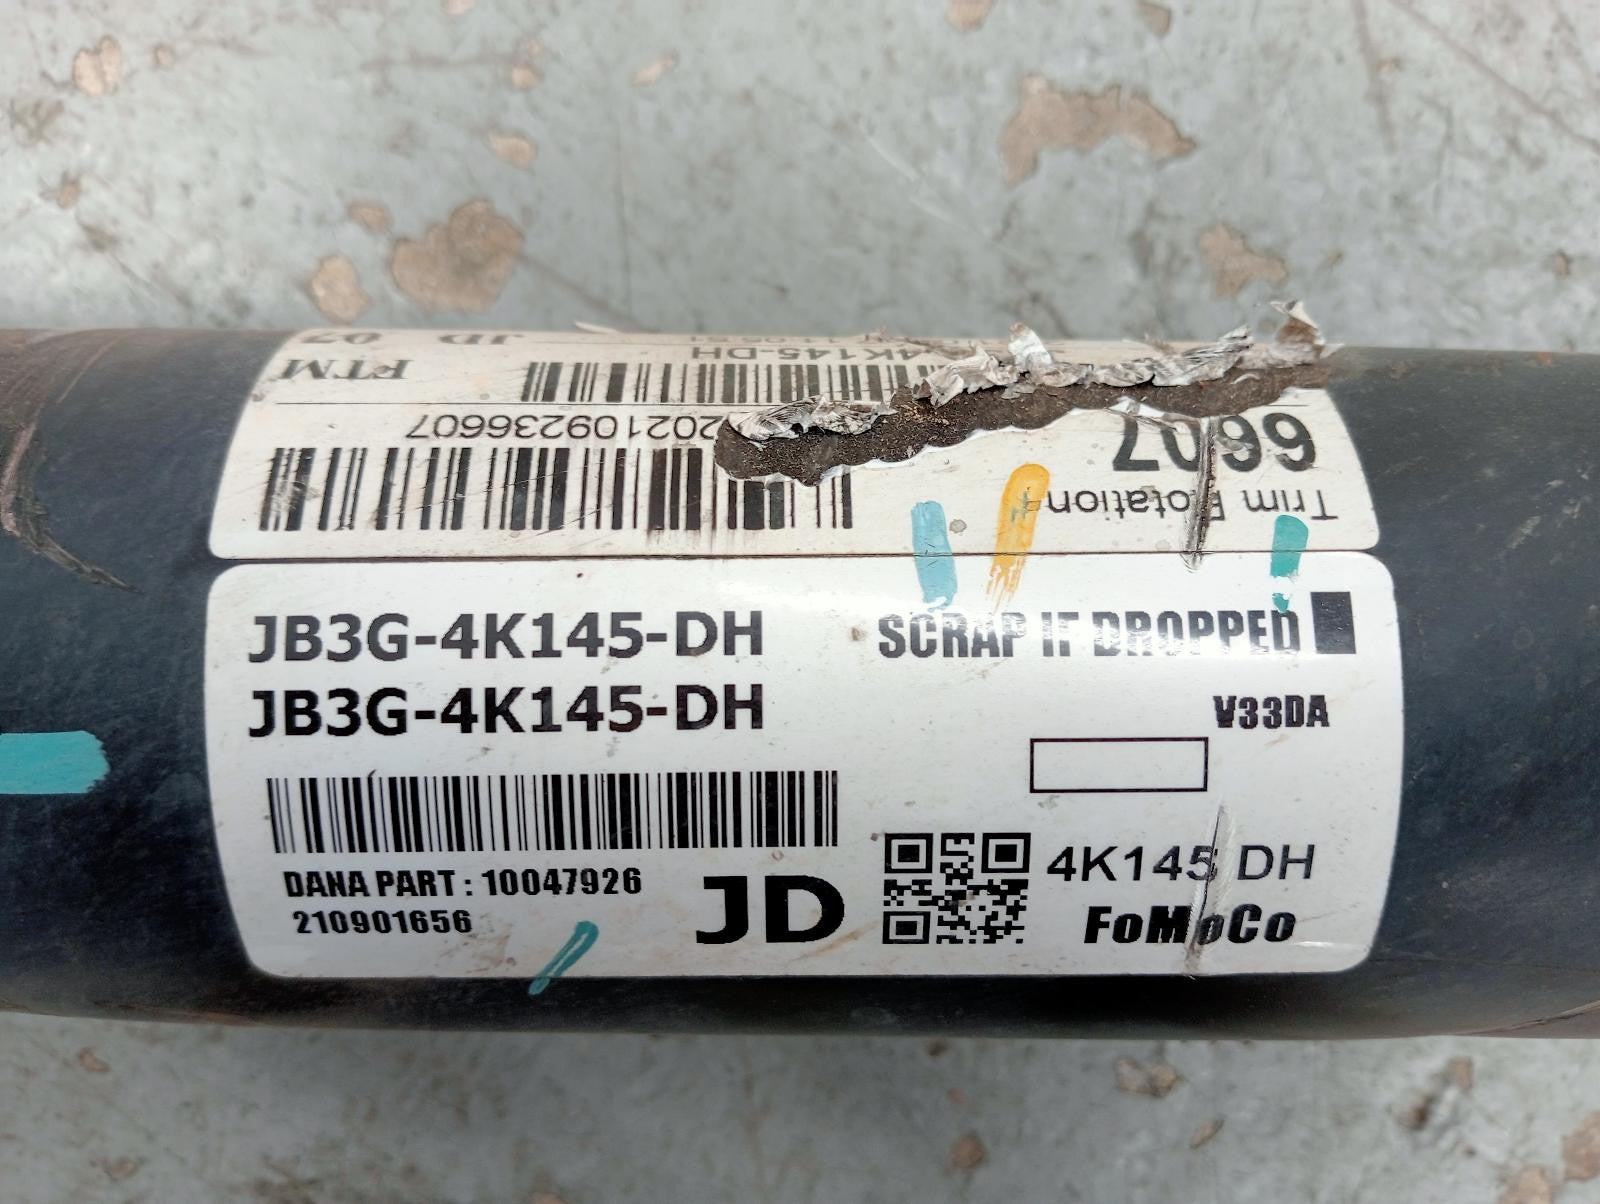 JB3G-4K145-DH
JB3G-4K145-DH
DANA PART : 10047926
210901656
JD
SCRAP IF DROPPED
V33DA
4K145 DH
FoMoCo
Trim Rotation
6607
202109236607
4K145-DH
FTM
JD 07